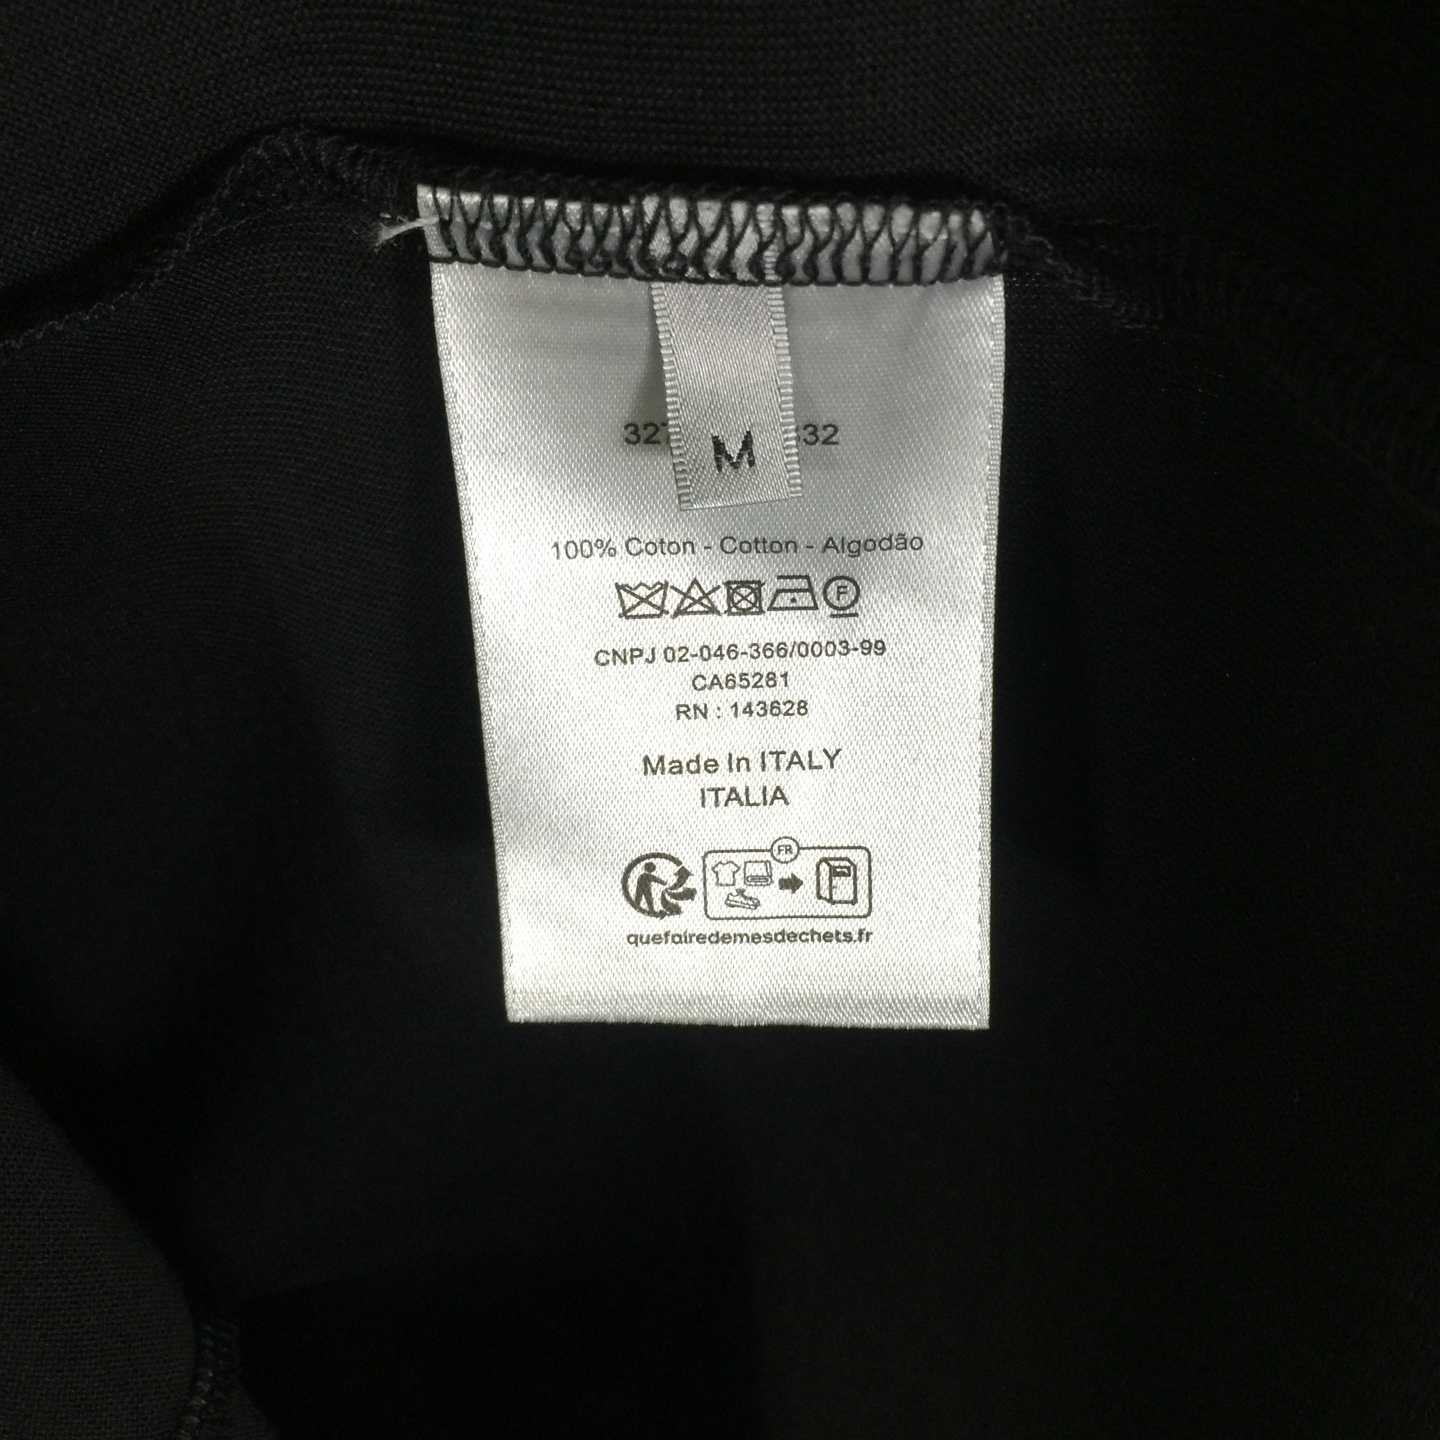 M
100% Coton - Cotton - Algodão
F
CNPJ 02-046-366/0003-99
CA65281
RN : 143628
Made In ITALY
ITALIA
FR
quefairedemesdechets.fr